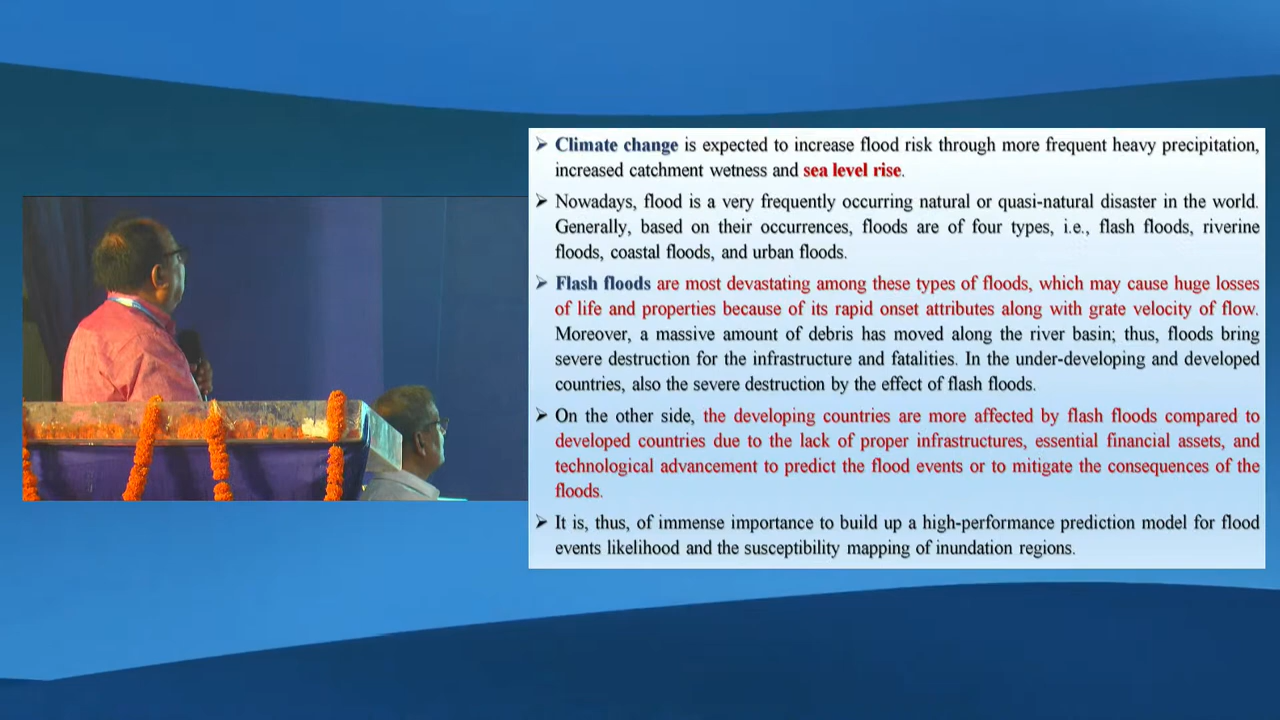 ➢ Climate change is expected to increase flood risk through more frequent heavy precipitation,
increased catchment wetness and sea level rise.
➢ Nowadays, flood is a very frequently occurring natural or quasi-natural disaster in the world.
Generally, based on their occurrences, floods are of four types, i.e., flash floods, riverine
floods, coastal floods, and urban floods.
➢ Flash floods are most devastating among these types of floods, which may cause huge losses
of life and properties because of its rapid onset attributes along with grate velocity of flow.
Moreover, a massive amount of debris has moved along the river basin; thus, floods bring
severe destruction for the infrastructure and fatalities. In the under-developing and developed
countries, also the severe destruction by the effect of flash floods.
➢ On the other side, the developing countries are more affected by flash floods compared to
developed countries due to the lack of proper infrastructures, essential financial assets, and
technological advancement to predict the flood events or to mitigate the consequences of the
floods.
➢ It is, thus, of immense importance to build up a high-performance prediction model for flood
events likelihood and the susceptibility mapping of inundation regions.